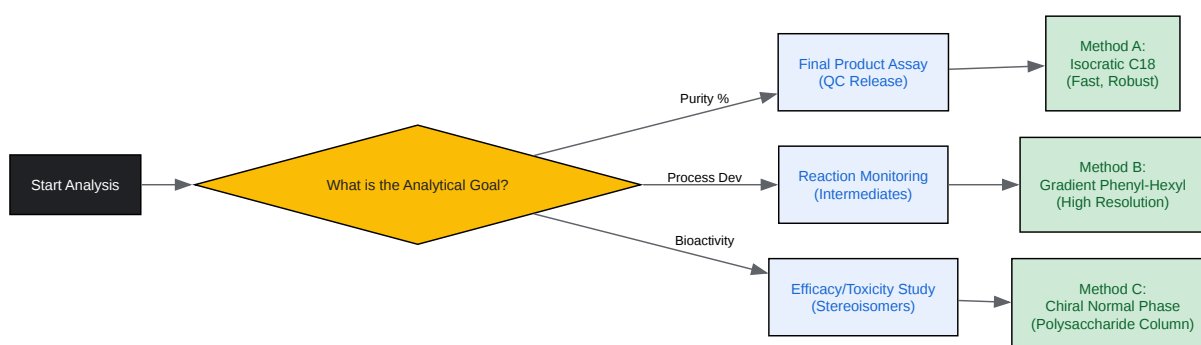 Start Analysis
What is the Analytical Goal?
Purity %
Process Dev
Bioactivity
Final Product Assay
(QC Release)
Reaction Monitoring
(Intermediates)
Efficacy/Toxicity Study
(Stereoisomers)
Method A:
Isocratic C18
(Fast, Robust)
Method B:
Gradient Phenyl-Hexyl
(High Resolution)
Method C:
Chiral Normal Phase
(Polysaccharide Column)